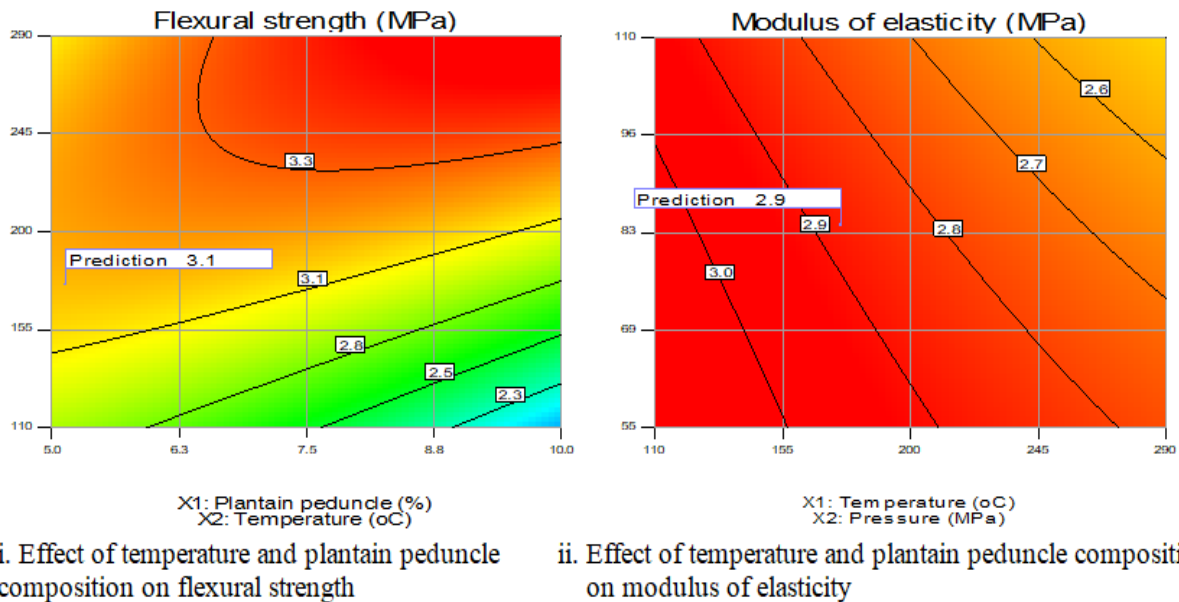 Flexural strength (MPa)
290
245
200
155
110
3.3
Prediction 3.1
3.1
2.8
2.5
2.3
5.0 6.3 7.5 8.8 10.0
X1: Plantain peduncle (%)
X2: Temperature (oC)
i. Effect of temperature and plantain peduncle
composition on flexural strength
Modulus of elasticity (MPa)
110
96
83
69
55
2.6
2.7
Prediction 2.9
2.9
2.8
3.0
110 155 200 245 290
X1: Temperature (oC)
X2: Pressure (MPa)
ii. Effect of temperature and plantain peduncle compositi
on modulus of elasticity